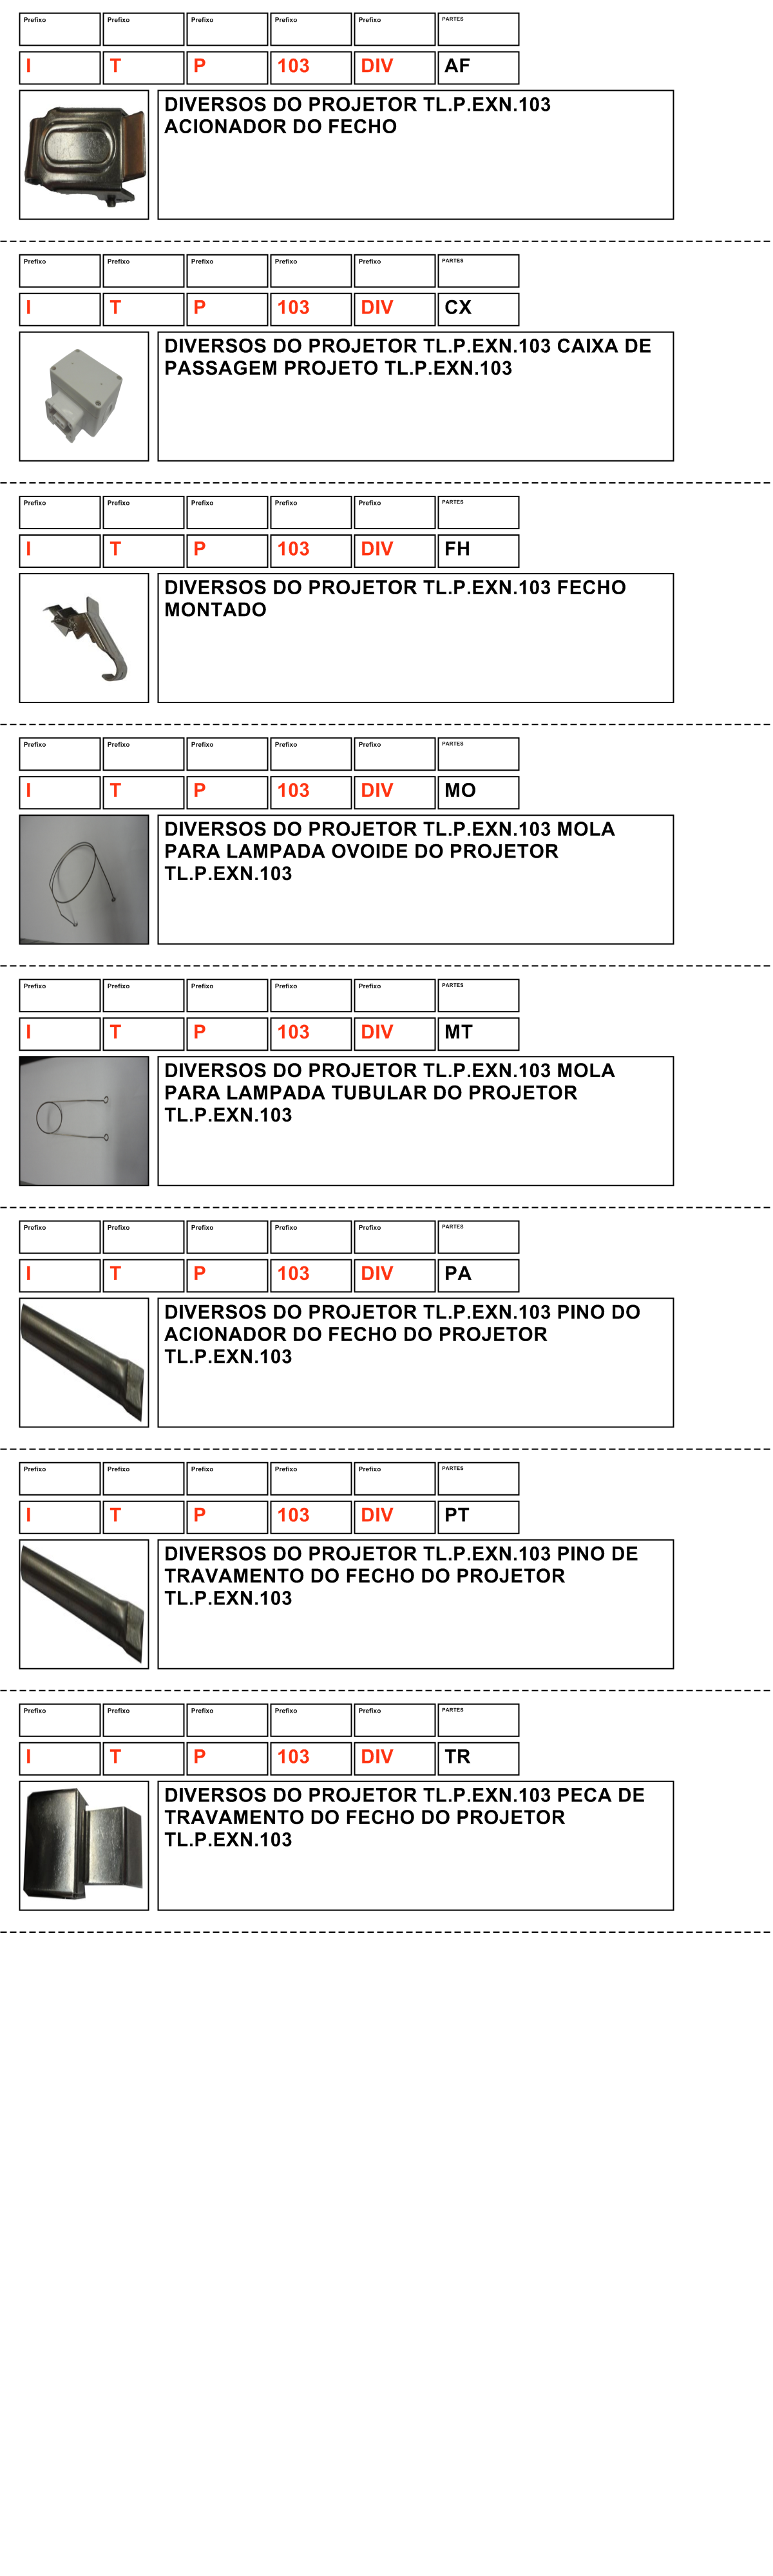 Prefixo Prefixo Prefixo Prefixo Prefixo PARTES
I T P 103 DIV AF
DIVERSOS DO PROJETOR TL.P.EXN.103
ACIONADOR DO FECHO
Prefixo Prefixo Prefixo Prefixo Prefixo PARTES
I T P 103 DIV CX
DIVERSOS DO PROJETOR TL.P.EXN.103 CAIXA DE
PASSAGEM PROJETO TL.P.EXN.103
Prefixo Prefixo Prefixo Prefixo Prefixo PARTES
I T P 103 DIV FH
DIVERSOS DO PROJETOR TL.P.EXN.103 FECHO
MONTADO
Prefixo Prefixo Prefixo Prefixo Prefixo PARTES
I T P 103 DIV MO
DIVERSOS DO PROJETOR TL.P.EXN.103 MOLA
PARA LAMPADA OVOIDE DO PROJETOR
TL.P.EXN.103
Prefixo Prefixo Prefixo Prefixo Prefixo PARTES
I T P 103 DIV MT
DIVERSOS DO PROJETOR TL.P.EXN.103 MOLA
PARA LAMPADA TUBULAR DO PROJETOR
TL.P.EXN.103
Prefixo Prefixo Prefixo Prefixo Prefixo PARTES
I T P 103 DIV PA
DIVERSOS DO PROJETOR TL.P.EXN.103 PINO DO
ACIONADOR DO FECHO DO PROJETOR
TL.P.EXN.103
Prefixo Prefixo Prefixo Prefixo Prefixo PARTES
I T P 103 DIV PT
DIVERSOS DO PROJETOR TL.P.EXN.103 PINO DE
TRAVAMENTO DO FECHO DO PROJETOR
TL.P.EXN.103
Prefixo Prefixo Prefixo Prefixo Prefixo PARTES
I T P 103 DIV TR
DIVERSOS DO PROJETOR TL.P.EXN.103 PECA DE
TRAVAMENTO DO FECHO DO PROJETOR
TL.P.EXN.103